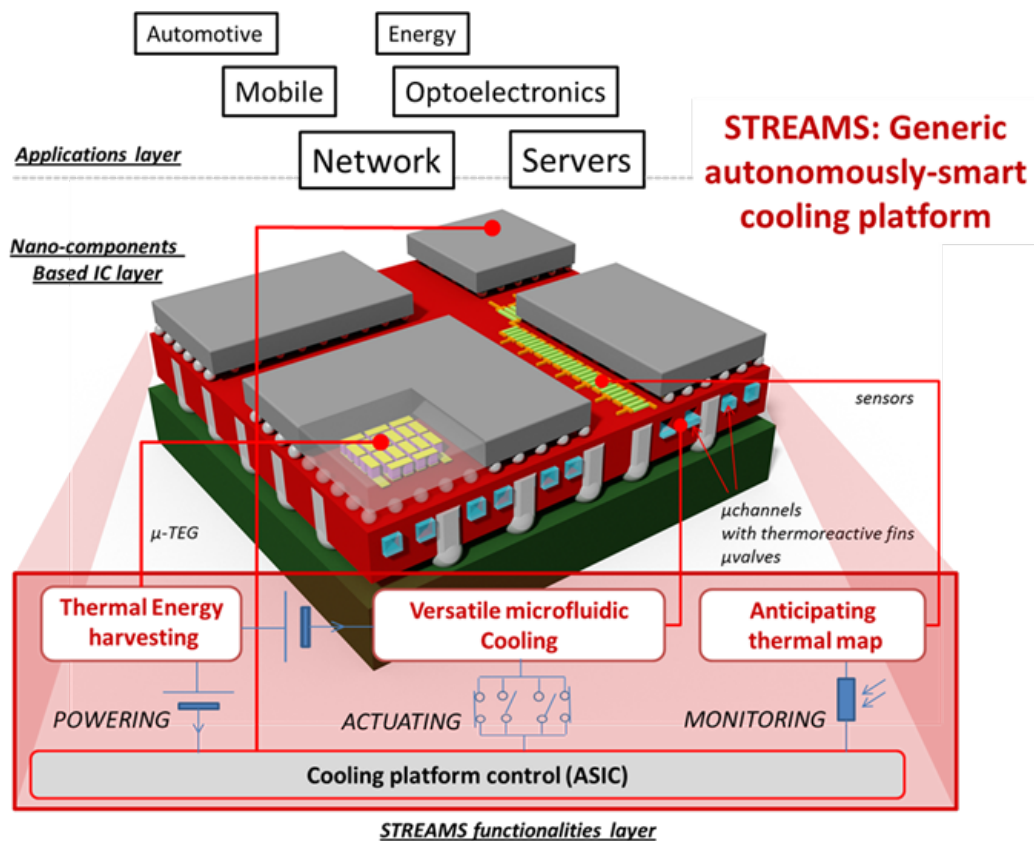 Automotive
Energy
Mobile
Optoelectronics
Applications layer
Network
Servers
STREAMS: Generic
autonomously-smart
cooling platform
Nano-components
Based IC layer
sensors
μchannels
with thermoreactive fins
μvalves
μ-TEG
Thermal Energy
harvesting
Versatile microfluidic
Cooling
Anticipating
thermal map
POWERING
ACTUATING
MONITORING
Cooling platform control (ASIC)
STREAMS functionalities layer